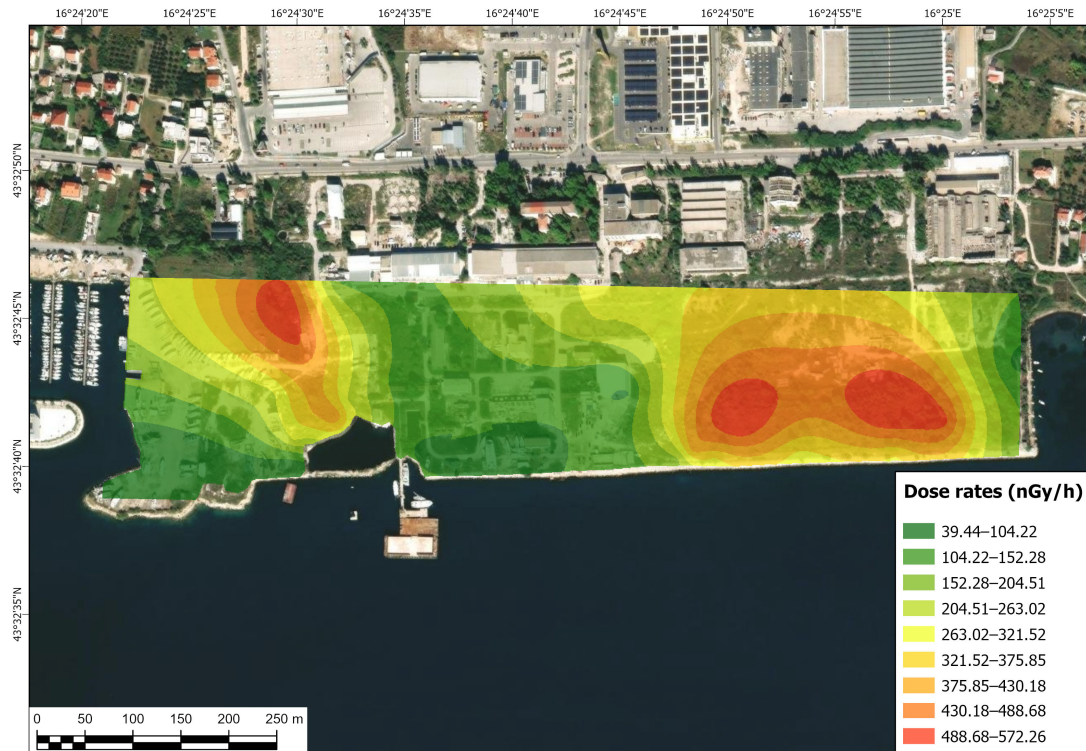 16°24'20"E 16°24'25"E 16°24'30"E 16°24'35"E 16°24'40"E 16°24'45"E 16°24'50"E 16°24'55"E 16°25'E 16°25'5"E
43°32'50"N
43°32'45"N
43°32'40"N
43°32'35"N
Dose rates (nGy/h)
39.44–104.22
104.22–152.28
152.28–204.51
204.51–263.02
263.02–321.52
321.52–375.85
375.85–430.18
430.18–488.68
488.68–572.26
0 50 100 150 200 250 m